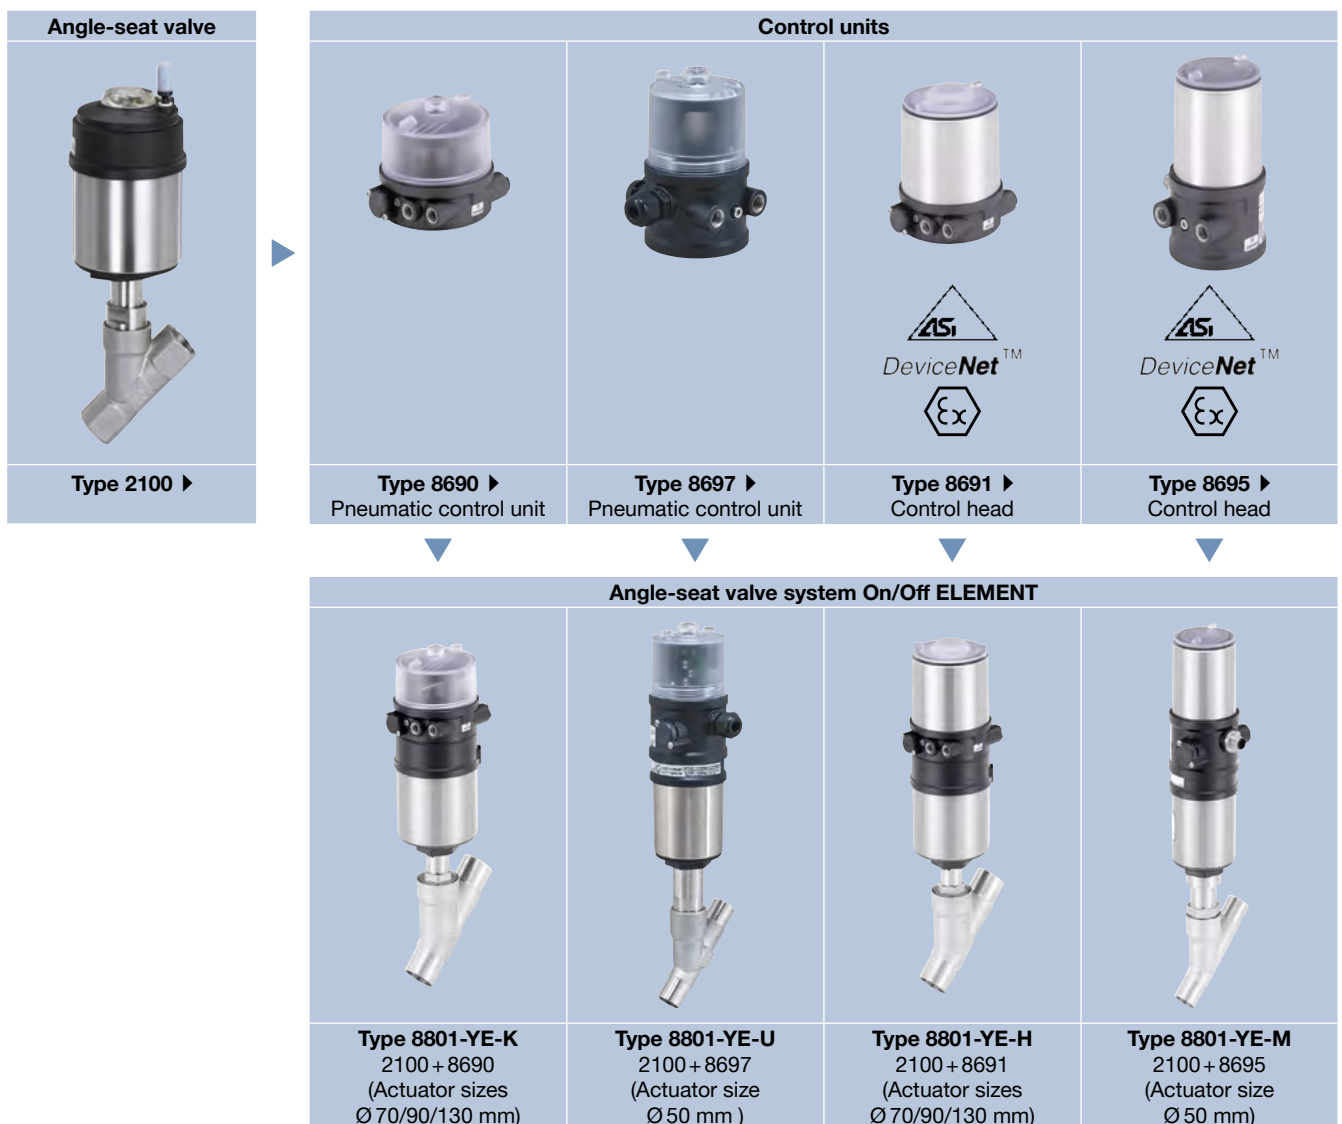 Angle-seat valve
Control units
ASi
DeviceNet™
Ex
ASi
DeviceNet™
Ex
Type 2100
Type 8690
Pneumatic control unit
Type 8697
Pneumatic control unit
Type 8691
Control head
Type 8695
Control head
Angle-seat valve system On/Off ELEMENT
Type 8801-YE-K
2100+8690
(Actuator sizes
Ø 70/90/130 mm)
Type 8801-YE-U
2100+8697
(Actuator size
Ø 50 mm )
Type 8801-YE-H
2100+8691
(Actuator sizes
Ø 70/90/130 mm)
Type 8801-YE-M
2100+8695
(Actuator size
Ø 50 mm)